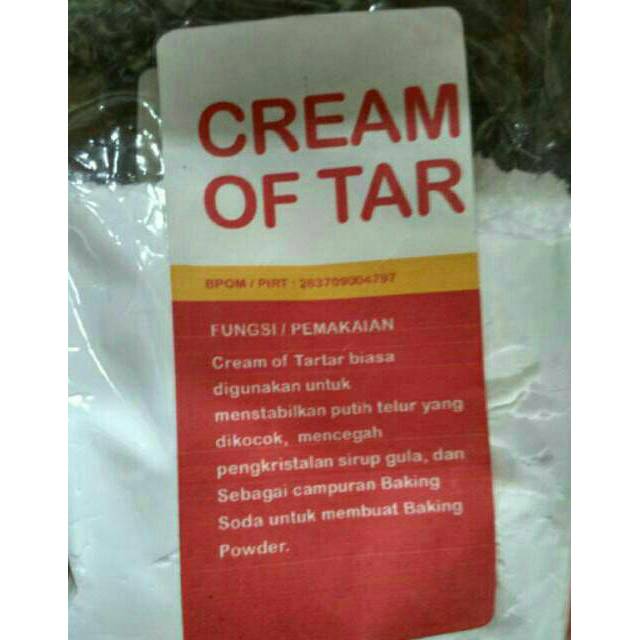 CREAM
OF TAR
BPOM / PIRT : 263709004797
FUNGSI / PEMAKAIAN
Cream of Tartar biasa
digunakan untuk
menstabilkan putih telur yang
dikocok, mencegah
pengkristalan sirup gula, dan
Sebagai campuran Baking
Soda untuk membuat Baking
Powder.